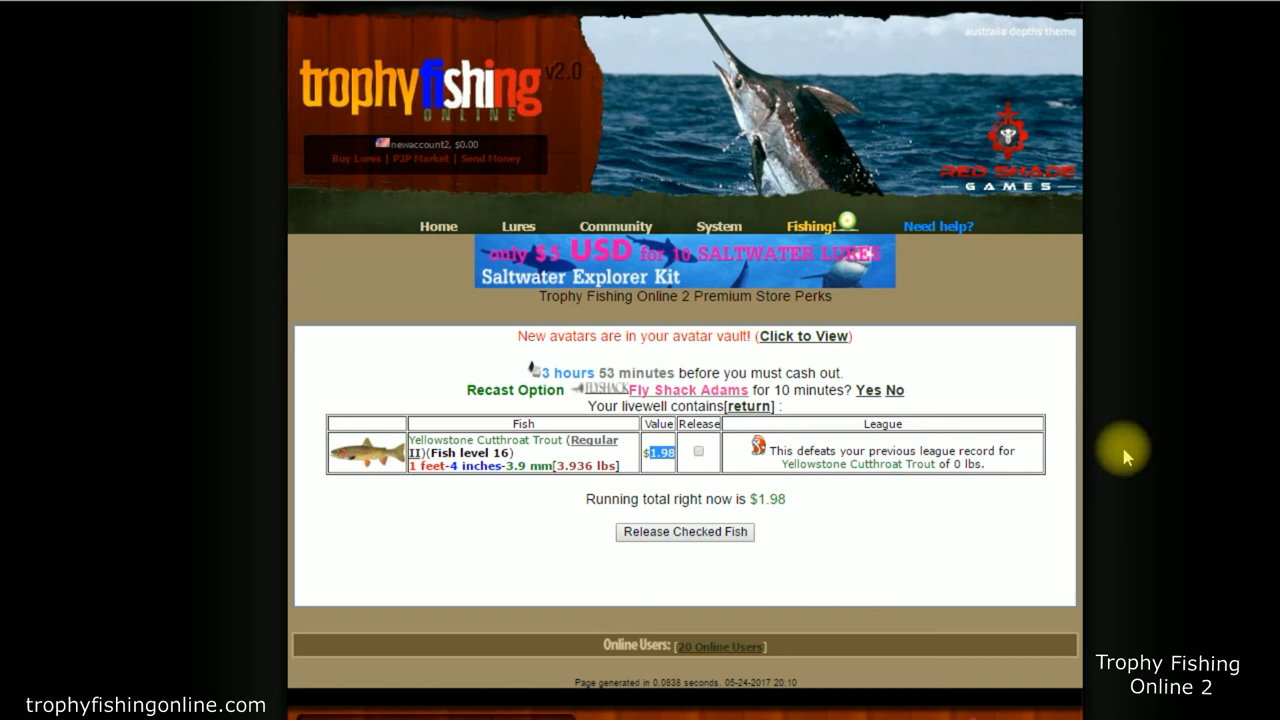 australia depths theme
trophyfishing v2.0
ONLINE
newaccount2, $0.00
Buy Lures | P2P Market | Send Money
RED SHADE
GAMES
Home Lures Community System Fishing! Need help?
only $5 USD for 10 SALTWATER LURES
Saltwater Explorer Kit
Trophy Fishing Online 2 Premium Store Perks
New avatars are in your avatar vault! (Click to View)
3 hours 53 minutes before you must cash out.
Recast Option FLYSHACK Fly Shack Adams for 10 minutes? Yes No
Your livewell contains[return] :
Fish Value Release League
Yellowstone Cutthroat Trout (Regular
II)(Fish level 16)
1 feet-4 inches-3.9 mm[3.936 lbs]
$1.98
This defeats your previous league record for
Yellowstone Cutthroat Trout of 0 lbs.
Running total right now is $1.98
Release Checked Fish
Online Users: [20 Online Users]
Page generated in 0.0838 seconds. 05-24-2017 20:10
trophyfishingonline.com
Trophy Fishing
Online 2